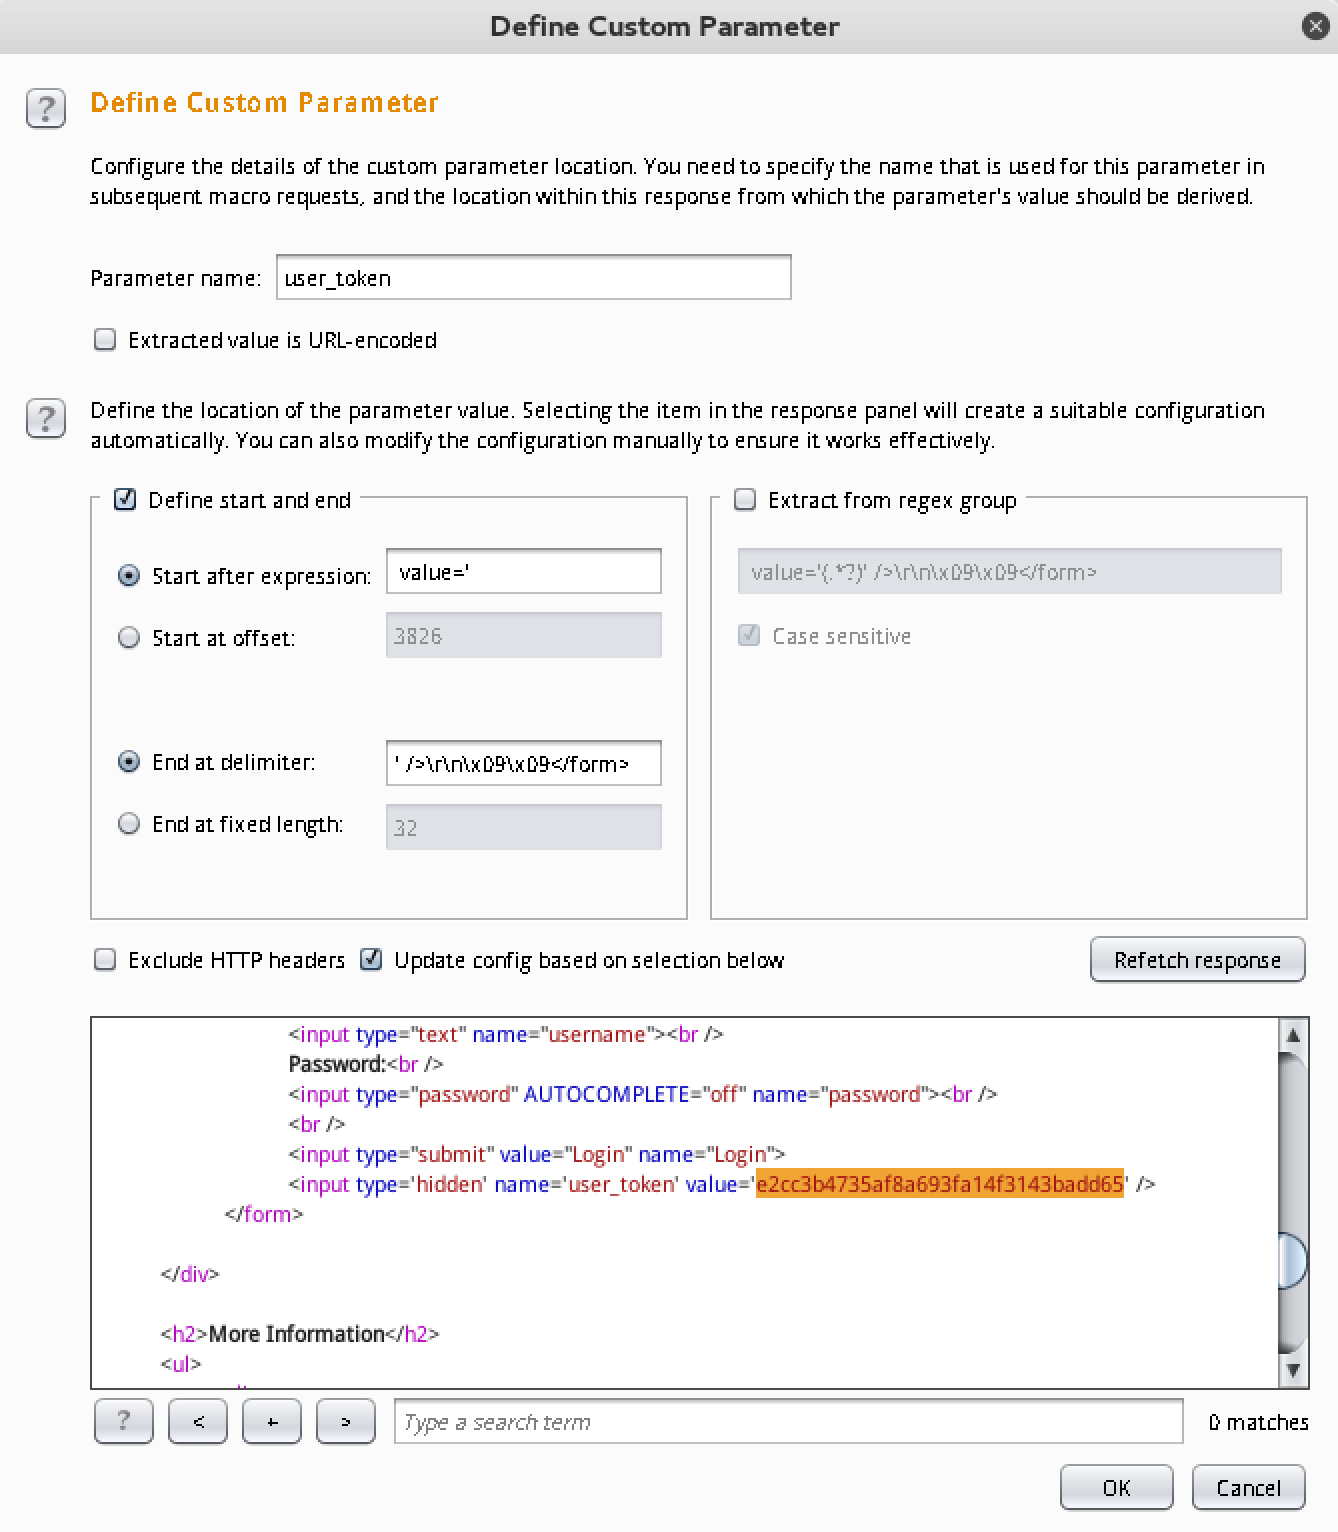 Define Custom Parameter
? Define Custom Parameter
Configure the details of the custom parameter location. You need to specify the name that is used for this parameter in
subsequent macro requests, and the location within this response from which the parameter's value should be derived.
Parameter name: user_token
Extracted value is URL-encoded
? Define the location of the parameter value. Selecting the item in the response panel will create a suitable configuration
automatically. You can also modify the configuration manually to ensure it works effectively.
Define start and end
Start after expression: value='
Start at offset: 3826
End at delimiter: ' />\r\n\x09\x09</form>
End at fixed length: 32
Extract from regex group
value='(.*?)' />\r\n\x09\x09</form>
Case sensitive
Exclude HTTP headers Update config based on selection below Refetch response
<input type="text" name="username"><br />
Password:<br />
<input type="password" AUTOCOMPLETE="off" name="password"><br />
<br />
<input type="submit" value="Login" name="Login">
<input type='hidden' name='user_token' value='e2cc3b4735af8a693fa14f3143badd65' />
</form>
</div>
<h2>More Information</h2>
<ul>
? < + > Type a search term 0 matches
OK Cancel